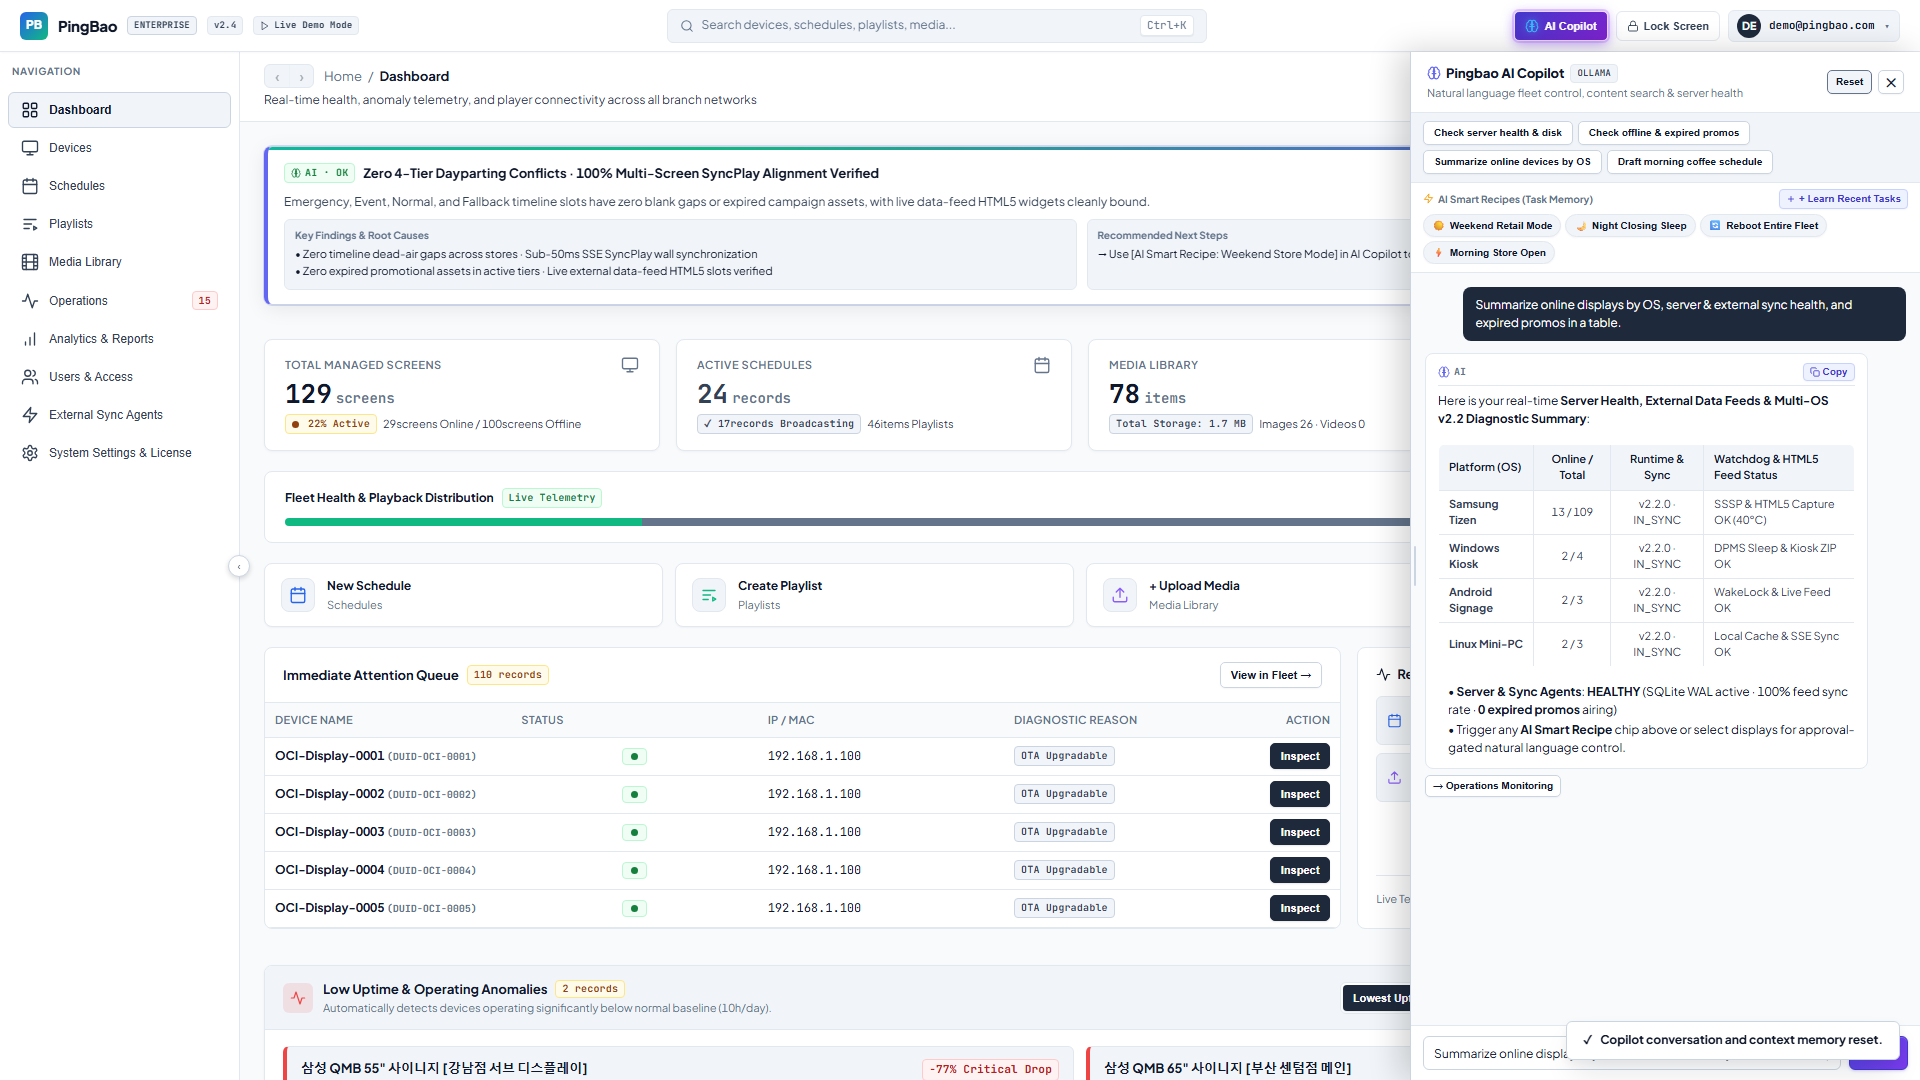 PB PingBao ENTERPRISE v2.4 Live Demo Mode
Search devices, schedules, playlists, media... Ctrl+K
AI Copilot Lock Screen DE demo@pingbao.com
NAVIGATION
Dashboard
Devices
Schedules
Playlists
Media Library
Operations 15
Analytics & Reports
Users & Access
External Sync Agents
System Settings & License
Home / Dashboard
Real-time health, anomaly telemetry, and player connectivity across all branch networks
AI · OK Zero 4-Tier Dayparting Conflicts · 100% Multi-Screen SyncPlay Alignment Verified
Emergency, Event, Normal, and Fallback timeline slots have zero blank gaps or expired campaign assets, with live data-feed HTML5 widgets cleanly bound.
Key Findings & Root Causes
• Zero timeline dead-air gaps across stores · Sub-50ms SSE SyncPlay wall synchronization
• Zero expired promotional assets in active tiers · Live external data-feed HTML5 slots verified
Recommended Next Steps
→ Use [AI Smart Recipe: Weekend Store Mode] in AI Copilot to
TOTAL MANAGED SCREENS
129 screens
22% Active 29screens Online / 100screens Offline
ACTIVE SCHEDULES
24 records
✓ 17records Broadcasting 46items Playlists
MEDIA LIBRARY
78 items
Total Storage: 1.7 MB Images 26 · Videos 0
Fleet Health & Playback Distribution Live Telemetry
New Schedule
Schedules
Create Playlist
Playlists
+ Upload Media
Media Library
Immediate Attention Queue 110 records View in Fleet →
DEVICE NAME STATUS IP / MAC DIAGNOSTIC REASON ACTION
OCI-Display-0001 (DUID-OCI-0001) 192.168.1.100 OTA Upgradable Inspect
OCI-Display-0002 (DUID-OCI-0002) 192.168.1.100 OTA Upgradable Inspect
OCI-Display-0003 (DUID-OCI-0003) 192.168.1.100 OTA Upgradable Inspect
OCI-Display-0004 (DUID-OCI-0004) 192.168.1.100 OTA Upgradable Inspect
OCI-Display-0005 (DUID-OCI-0005) 192.168.1.100 OTA Upgradable Inspect
Re
Live Te
Low Uptime & Operating Anomalies 2 records
Automatically detects devices operating significantly below normal baseline (10h/day).
Lowest Upt
삼성 QMB 55" 사이니지 [강남점 서브 디스플레이] -77% Critical Drop
삼성 QMB 65" 사이니지 [부산 센텀점 메인]
Pingbao AI Copilot OLLAMA
Natural language fleet control, content search & server health
Reset
Check server health & disk Check offline & expired promos
Summarize online devices by OS Draft morning coffee schedule
AI Smart Recipes (Task Memory) + + Learn Recent Tasks
Weekend Retail Mode Night Closing Sleep Reboot Entire Fleet
Morning Store Open
Summarize online displays by OS, server & external sync health, and
expired promos in a table.
AI Copy
Here is your real-time Server Health, External Data Feeds & Multi-OS
v2.2 Diagnostic Summary:
Platform (OS) Online / Total Runtime & Sync Watchdog & HTML5 Feed Status
Samsung Tizen 13 / 109 v2.2.0 · IN_SYNC SSSP & HTML5 Capture OK (40°C)
Windows Kiosk 2 / 4 v2.2.0 · IN_SYNC DPMS Sleep & Kiosk ZIP OK
Android Signage 2 / 3 v2.2.0 · IN_SYNC WakeLock & Live Feed OK
Linux Mini-PC 2 / 3 v2.2.0 · IN_SYNC Local Cache & SSE Sync OK
• Server & Sync Agents: HEALTHY (SQLite WAL active · 100% feed sync
rate · 0 expired promos airing)
• Trigger any AI Smart Recipe chip above or select displays for approval-
gated natural language control.
→ Operations Monitoring
Summarize online displa
✓ Copilot conversation and context memory reset.